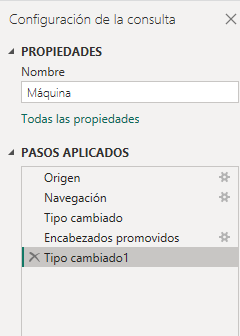 Configuración de la consulta
PROPIEDADES
Nombre
Máquina
Todas las propiedades
PASOS APLICADOS
Origen
Navegación
Tipo cambiado
Encabezados promovidos
Tipo cambiado1